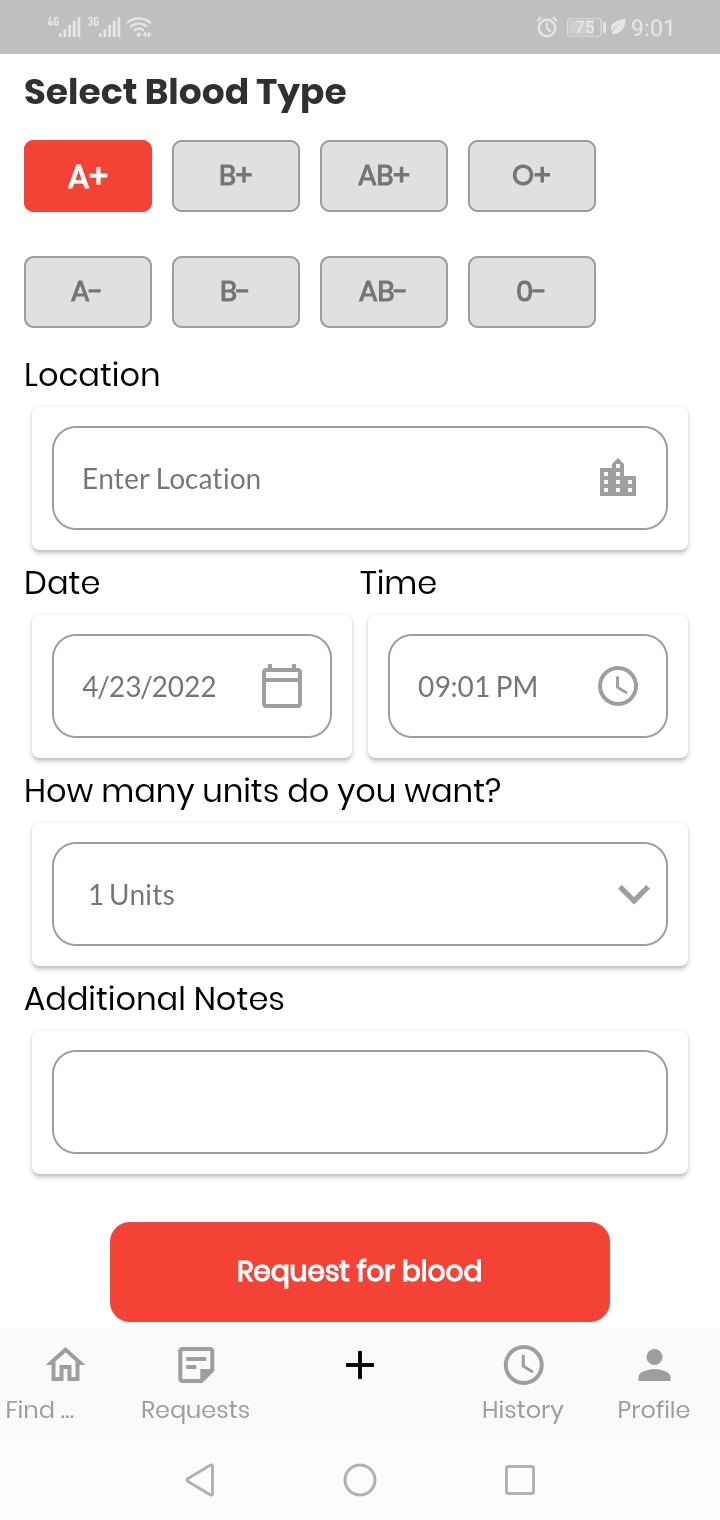 4G 3G 75 9:01
Select Blood Type
A+ B+ AB+ O+
A- B- AB- 0-
Location
Enter Location
Date Time
4/23/2022 09:01 PM
How many units do you want?
1 Units
Additional Notes
Request for blood
Find ... Requests History Profile